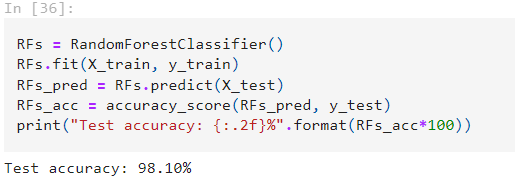 In [36]:
RFs = RandomForestClassifier()
RFs.fit(X_train, y_train)
RFs_pred = RFs.predict(X_test)
RFs_acc = accuracy_score(RFs_pred, y_test)
print("Test accuracy: {:.2f}%".format(RFs_acc*100))
Test accuracy: 98.10%